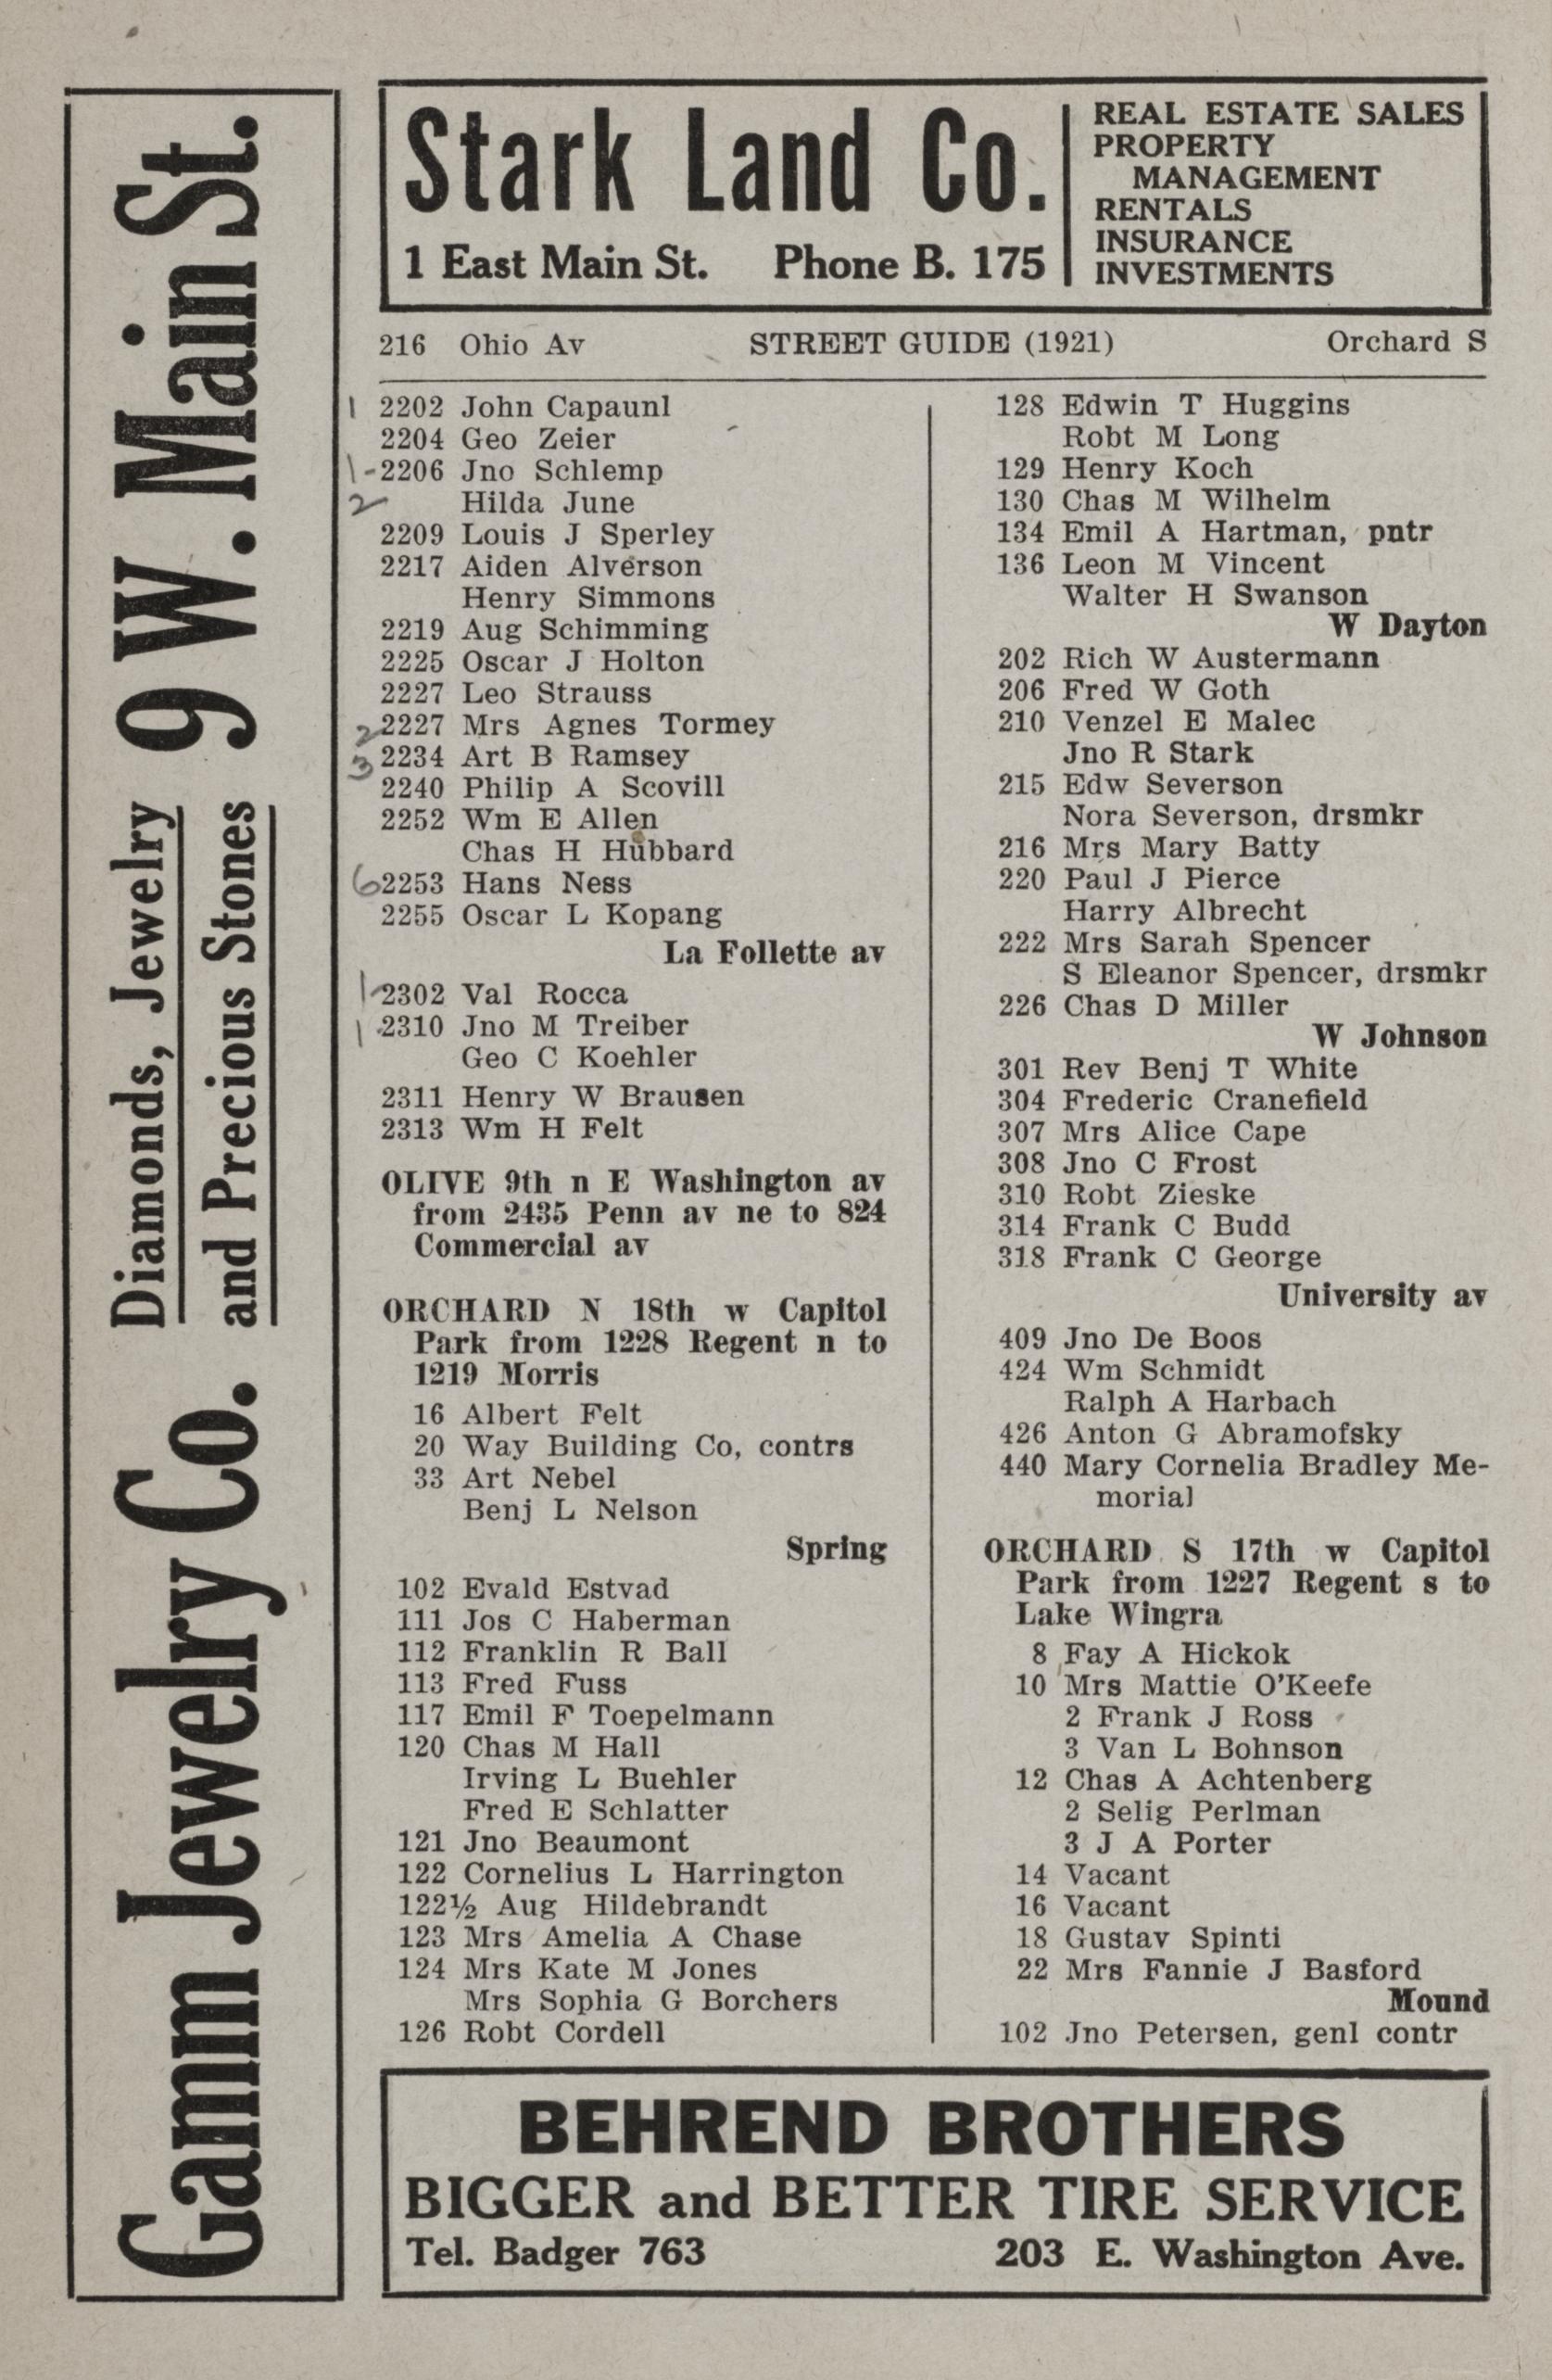 Gamm Jewelry Co. Diamonds, Jewelry and Precious Stones 9 W. Main St.
Stark Land Co.
1 East Main St. Phone B. 175
REAL ESTATE SALES
PROPERTY
MANAGEMENT
RENTALS
INSURANCE
INVESTMENTS
216 Ohio Av STREET GUIDE (1921) Orchard S
1 2202 John Capaunl
2204 Geo Zeier
1-2206 Jno Schlemp
2 Hilda June
2209 Louis J Sperley
2217 Aiden Alverson
Henry Simmons
2219 Aug Schimming
2225 Oscar J Holton
2227 Leo Strauss
2 2227 Mrs Agnes Tormey
3 2234 Art B Ramsey
2240 Philip A Scovill
2252 Wm E Allen
Chas H Hubbard
6 2253 Hans Ness
2255 Oscar L Kopang
La Follette av
1-2302 Val Rocca
1 2310 Jno M Treiber
Geo C Koehler
2311 Henry W Brausen
2313 Wm H Felt
OLIVE 9th n E Washington av
from 2435 Penn av ne to 824
Commercial av
ORCHARD N 18th w Capitol
Park from 1228 Regent n to
1219 Morris
16 Albert Felt
20 Way Building Co, contrs
33 Art Nebel
Benj L Nelson
Spring
102 Evald Estvad
111 Jos C Haberman
112 Franklin R Ball
113 Fred Fuss
117 Emil F Toepelmann
120 Chas M Hall
Irving L Buehler
Fred E Schlatter
121 Jno Beaumont
122 Cornelius L Harrington
122½ Aug Hildebrandt
123 Mrs Amelia A Chase
124 Mrs Kate M Jones
Mrs Sophia G Borchers
126 Robt Cordell
128 Edwin T Huggins
Robt M Long
129 Henry Koch
130 Chas M Wilhelm
134 Emil A Hartman, pntr
136 Leon M Vincent
Walter H Swanson
W Dayton
202 Rich W Austermann
206 Fred W Goth
210 Venzel E Malec
Jno R Stark
215 Edw Severson
Nora Severson, drsmkr
216 Mrs Mary Batty
220 Paul J Pierce
Harry Albrecht
222 Mrs Sarah Spencer
S Eleanor Spencer, drsmkr
226 Chas D Miller
W Johnson
301 Rev Benj T White
304 Frederic Cranefield
307 Mrs Alice Cape
308 Jno C Frost
310 Robt Zieske
314 Frank C Budd
318 Frank C George
University av
409 Jno De Boos
424 Wm Schmidt
Ralph A Harbach
426 Anton G Abramofsky
440 Mary Cornelia Bradley Me-
morial
ORCHARD S 17th w Capitol
Park from 1227 Regent s to
Lake Wingra
8 Fay A Hickok
10 Mrs Mattie O'Keefe
2 Frank J Ross
3 Van L Bohnson
12 Chas A Achtenberg
2 Selig Perlman
3 J A Porter
14 Vacant
16 Vacant
18 Gustav Spinti
22 Mrs Fannie J Basford
Mound
102 Jno Petersen, genl contr
BEHREND BROTHERS
BIGGER and BETTER TIRE SERVICE
Tel. Badger 763 203 E. Washington Ave.